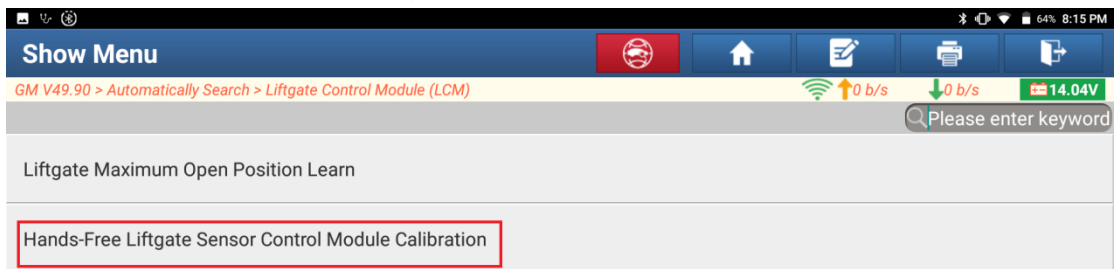 64% 8:15 PM
Show Menu
GM V49.90 > Automatically Search > Liftgate Control Module (LCM)
0 b/s
0 b/s
14.04V
Please enter keyword
Liftgate Maximum Open Position Learn
Hands-Free Liftgate Sensor Control Module Calibration